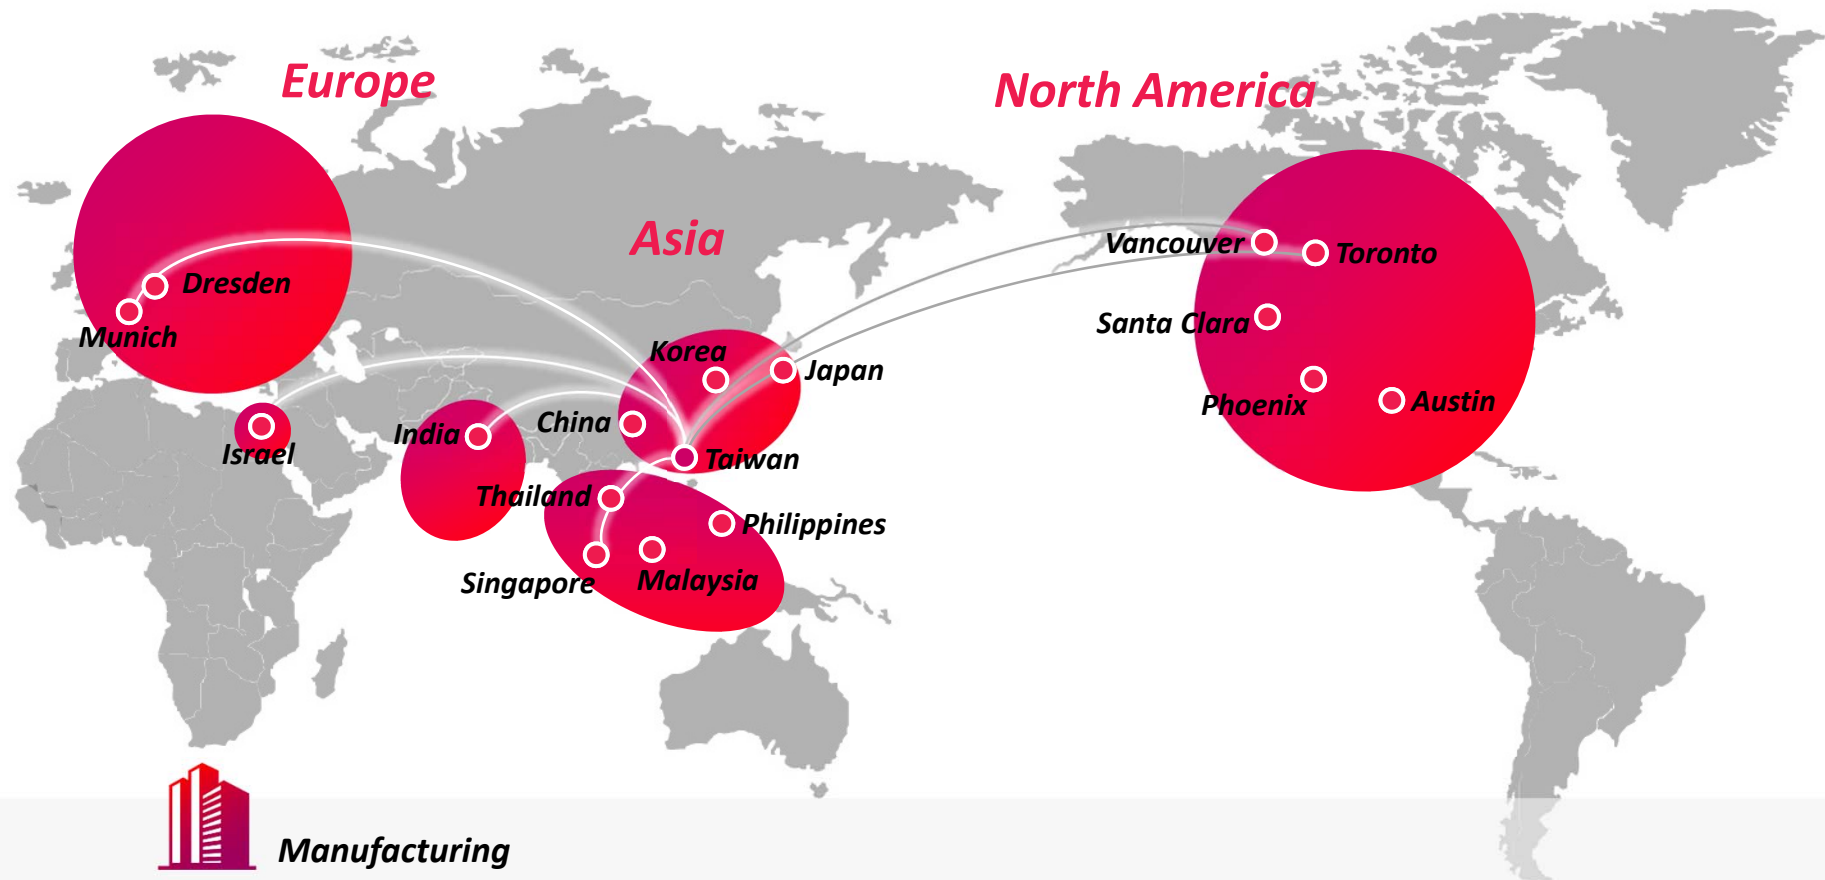 Europe
North America
Asia
Vancouver
Toronto
Dresden
Munich
Santa Clara
Korea
Japan
Phoenix
Austin
China
India
Israel
Taiwan
Thailand
Philippines
Singapore
Malaysia
Manufacturing